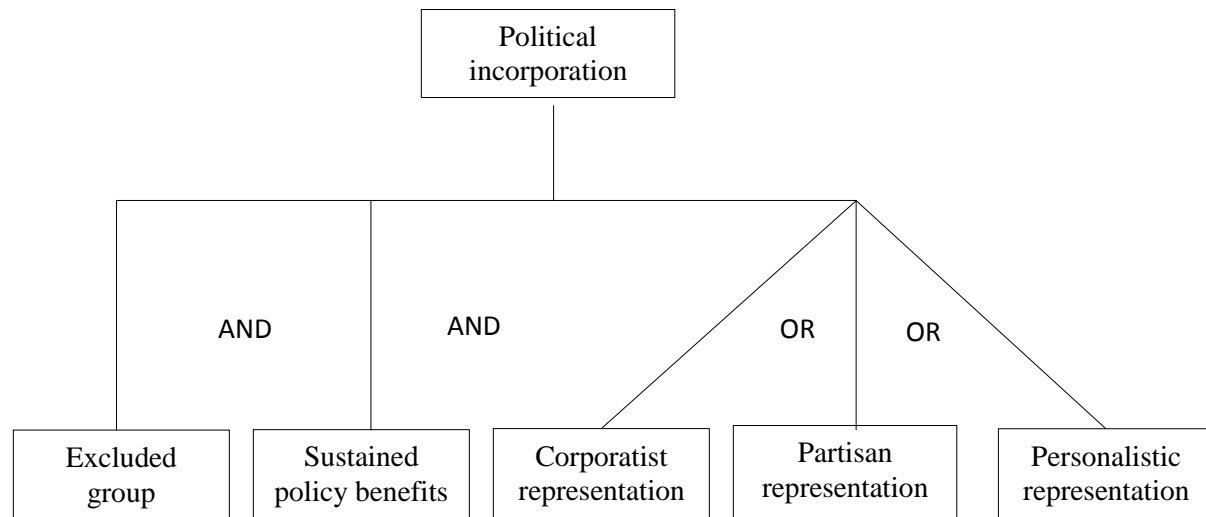 Political
incorporation
AND
AND
OR
OR
Excluded
group
Sustained
policy benefits
Corporatist
representation
Partisan
representation
Personalistic
representation